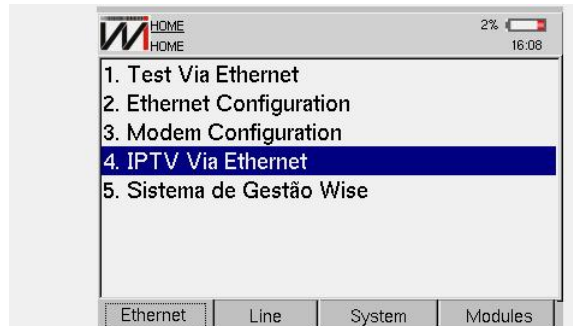 HOME
HOME
2%
16:08
1. Test Via Ethernet
2. Ethernet Configuration
3. Modem Configuration
4. IPTV Via Ethernet
5. Sistema de Gestão Wise
Ethernet
Line
System
Modules